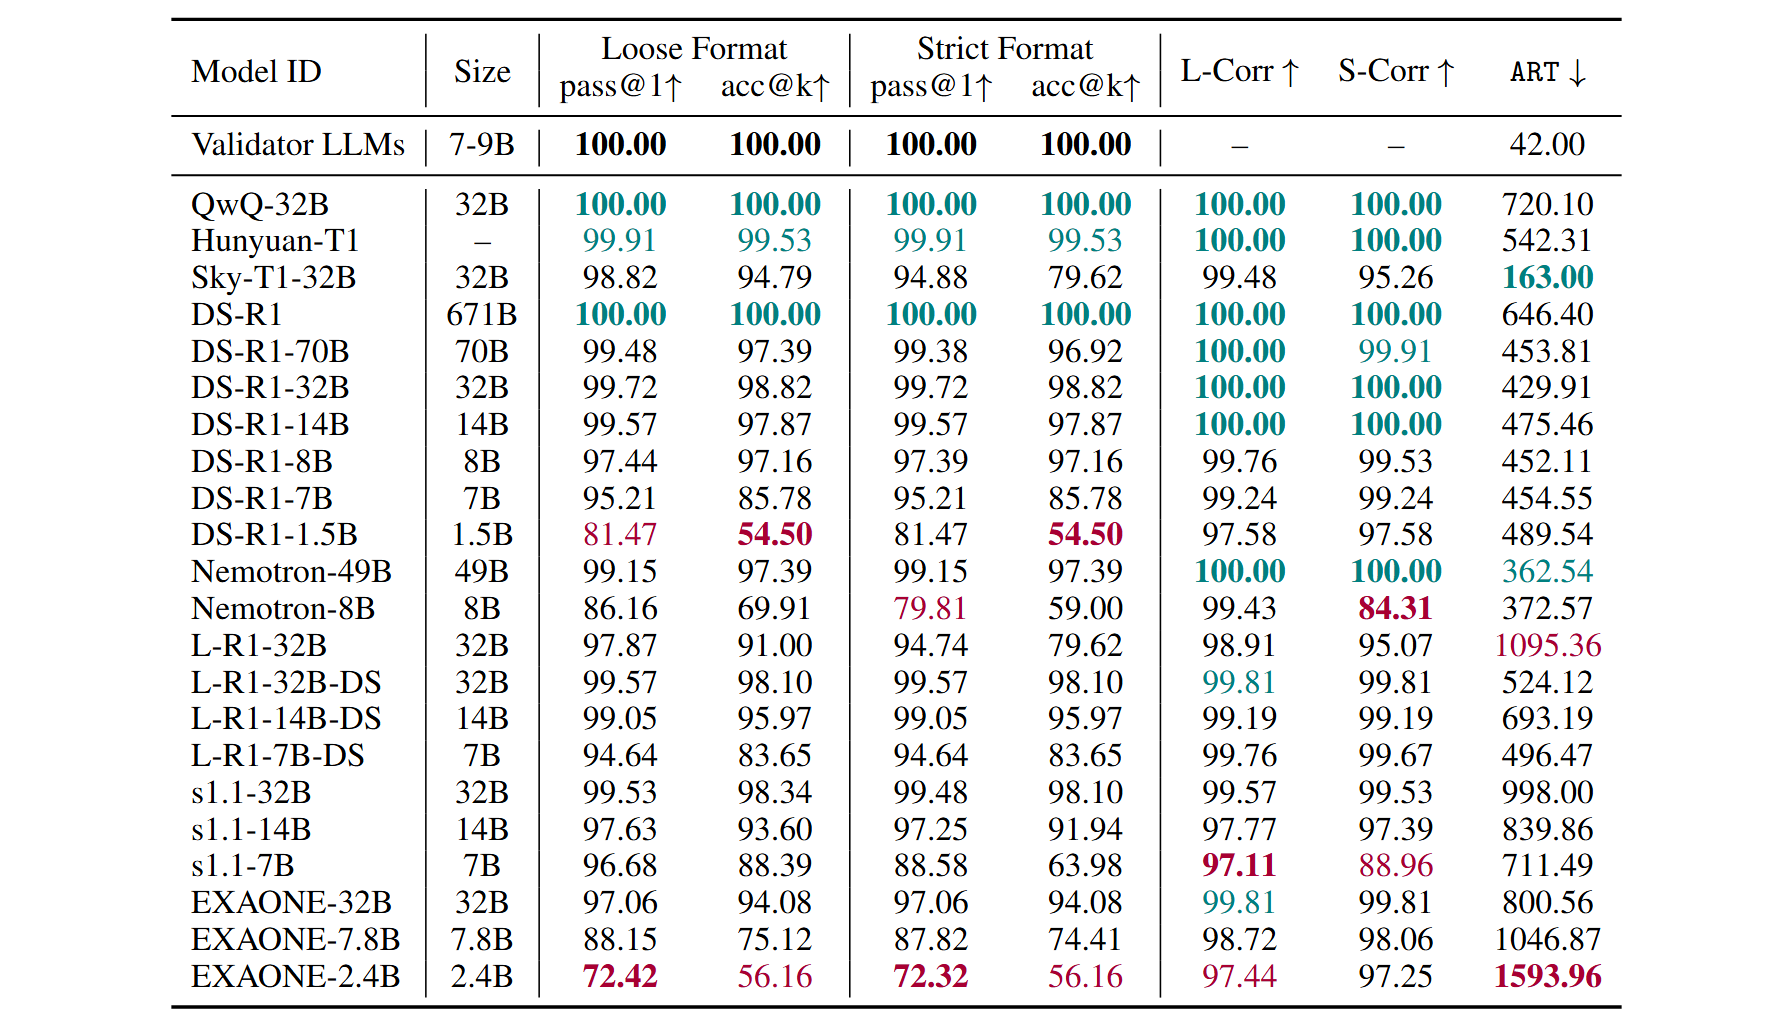 Model ID Size Loose Format Strict Format L-Corr ↑ S-Corr ↑ ART ↓
pass@1↑ acc@k↑ pass@1↑ acc@k↑
Validator LLMs 7-9B 100.00 100.00 100.00 100.00 – – 42.00
QwQ-32B 32B 100.00 100.00 100.00 100.00 100.00 100.00 720.10
Hunyuan-T1 – 99.91 99.53 99.91 99.53 100.00 100.00 542.31
Sky-T1-32B 32B 98.82 94.79 94.88 79.62 99.48 95.26 163.00
DS-R1 671B 100.00 100.00 100.00 100.00 100.00 100.00 646.40
DS-R1-70B 70B 99.48 97.39 99.38 96.92 100.00 99.91 453.81
DS-R1-32B 32B 99.72 98.82 99.72 98.82 100.00 100.00 429.91
DS-R1-14B 14B 99.57 97.87 99.57 97.87 100.00 100.00 475.46
DS-R1-8B 8B 97.44 97.16 97.39 97.16 99.76 99.53 452.11
DS-R1-7B 7B 95.21 85.78 95.21 85.78 99.24 99.24 454.55
DS-R1-1.5B 1.5B 81.47 54.50 81.47 54.50 97.58 97.58 489.54
Nemotron-49B 49B 99.15 97.39 99.15 97.39 100.00 100.00 362.54
Nemotron-8B 8B 86.16 69.91 79.81 59.00 99.43 84.31 372.57
L-R1-32B 32B 97.87 91.00 94.74 79.62 98.91 95.07 1095.36
L-R1-32B-DS 32B 99.57 98.10 99.57 98.10 99.81 99.81 524.12
L-R1-14B-DS 14B 99.05 95.97 99.05 95.97 99.19 99.19 693.19
L-R1-7B-DS 7B 94.64 83.65 94.64 83.65 99.76 99.67 496.47
s1.1-32B 32B 99.53 98.34 99.48 98.10 99.57 99.53 998.00
s1.1-14B 14B 97.63 93.60 97.25 91.94 97.77 97.39 839.86
s1.1-7B 7B 96.68 88.39 88.58 63.98 97.11 88.96 711.49
EXAONE-32B 32B 97.06 94.08 97.06 94.08 99.81 99.81 800.56
EXAONE-7.8B 7.8B 88.15 75.12 87.82 74.41 98.72 98.06 1046.87
EXAONE-2.4B 2.4B 72.42 56.16 72.32 56.16 97.44 97.25 1593.96